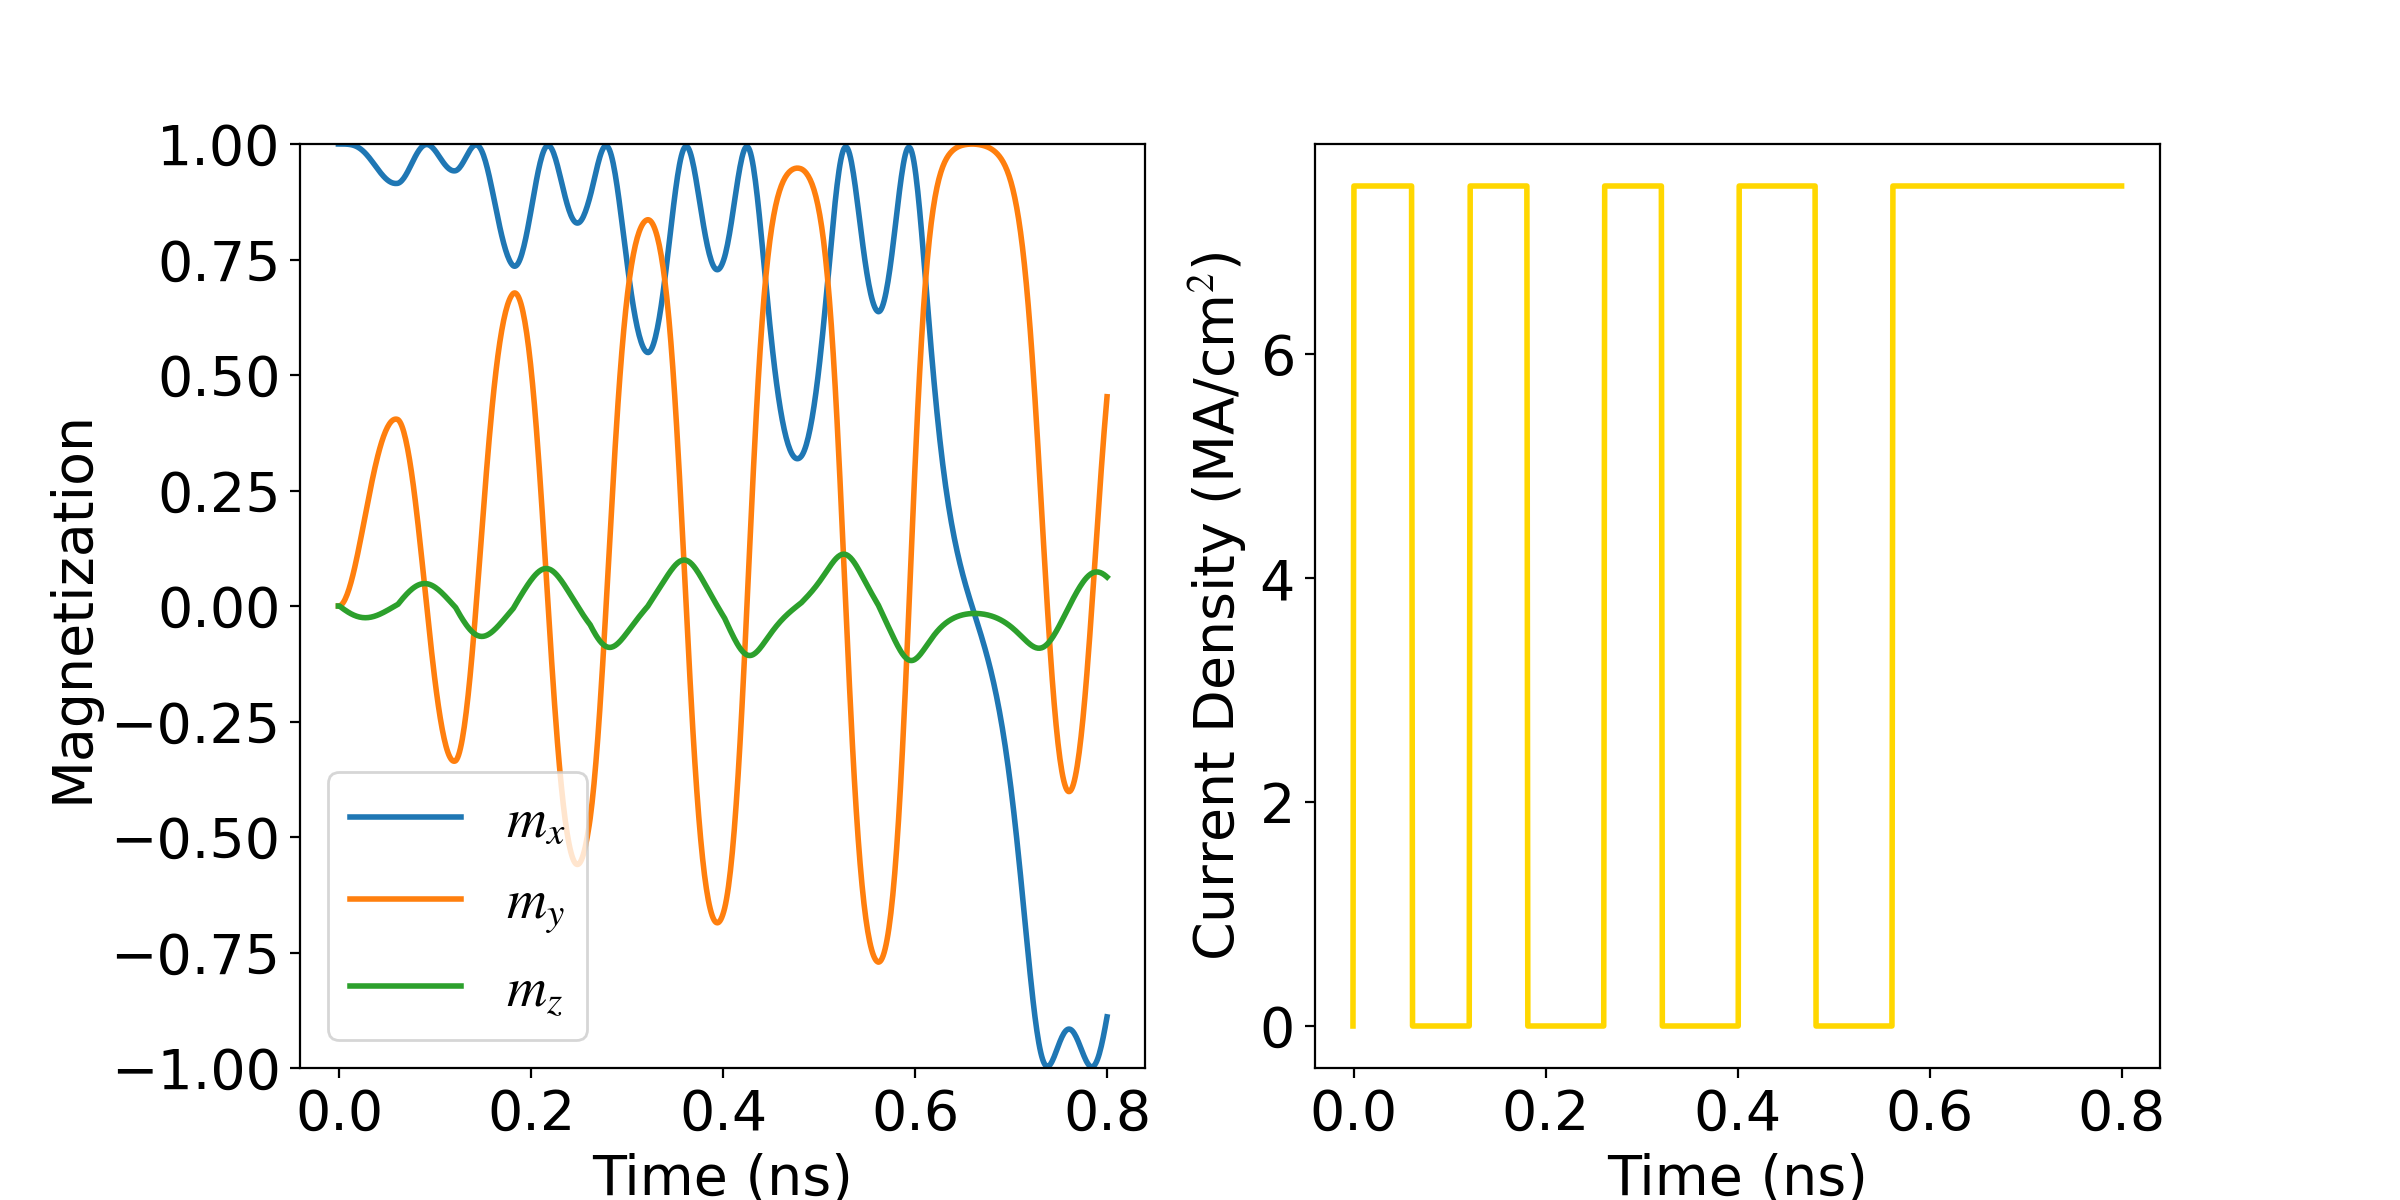 1.00
0.75
0.50
0.25
0.00
−0.25
−0.50
−0.75
−1.00
Magnetization
m_x
m_y
m_z
0.0 0.2 0.4 0.6 0.8
Time (ns)
6
4
2
0
Current Density (MA/cm²)
0.0 0.2 0.4 0.6 0.8
Time (ns)